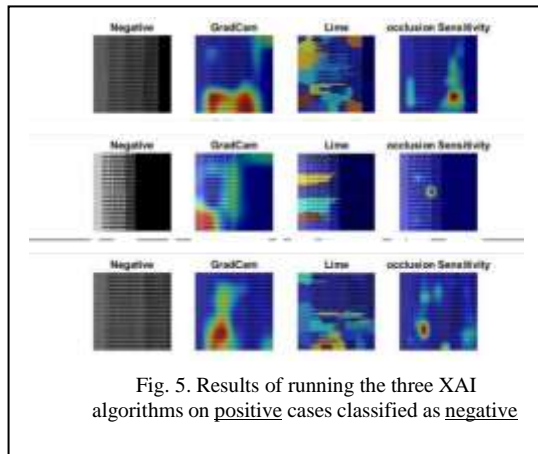 Negative GradCam Lime occlusion Sensitivity
Negative GradCam Lime occlusion Sensitivity
Negative GradCam Lime occlusion Sensitivity
Fig. 5. Results of running the three XAI
algorithms on positive cases classified as negative